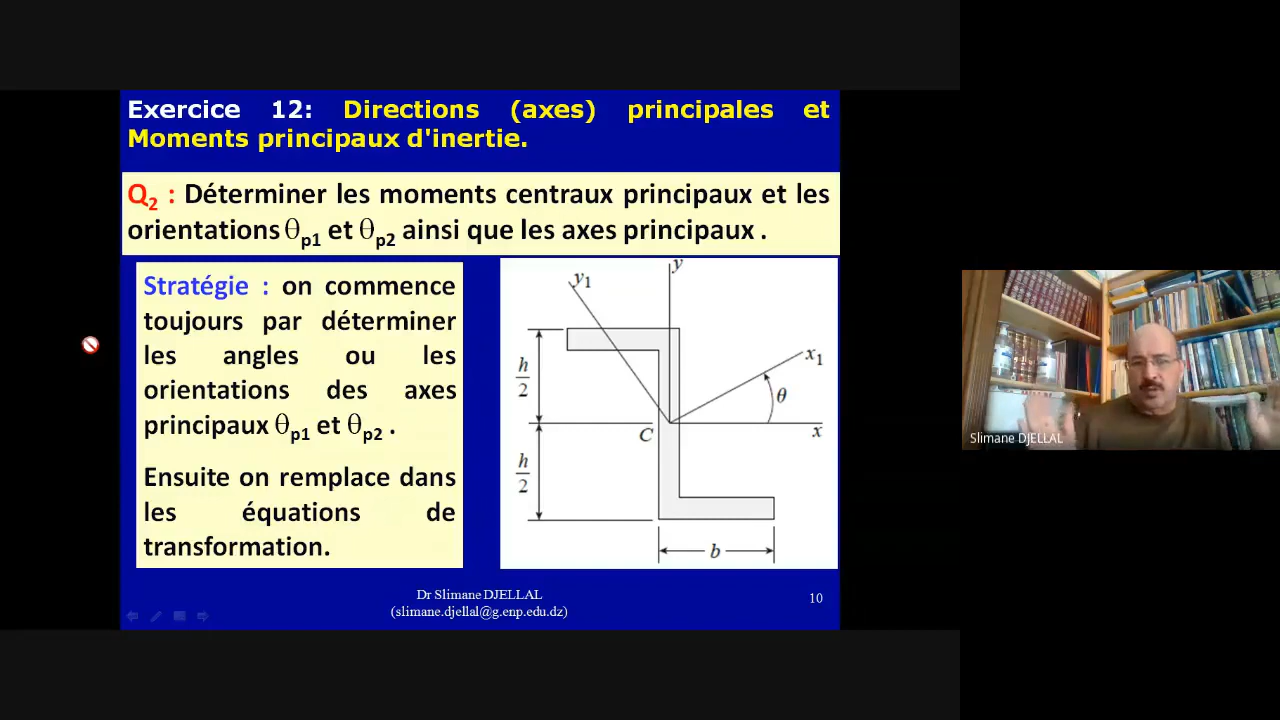 Exercice 12: Directions (axes) principales et
Moments principaux d'inertie.
Q2 : Déterminer les moments centraux principaux et les
orientations θp1 et θp2 ainsi que les axes principaux .
Stratégie : on commence
toujours par déterminer
les angles ou les
orientations des axes
principaux θp1 et θp2 .
Ensuite on remplace dans
les équations de
transformation.
y
y1
x1
h
2
θ
C
x
h
2
b
Dr Slimane DJELLAL
(slimane.djellal@g.enp.edu.dz)
10
Slimane DJELLAL